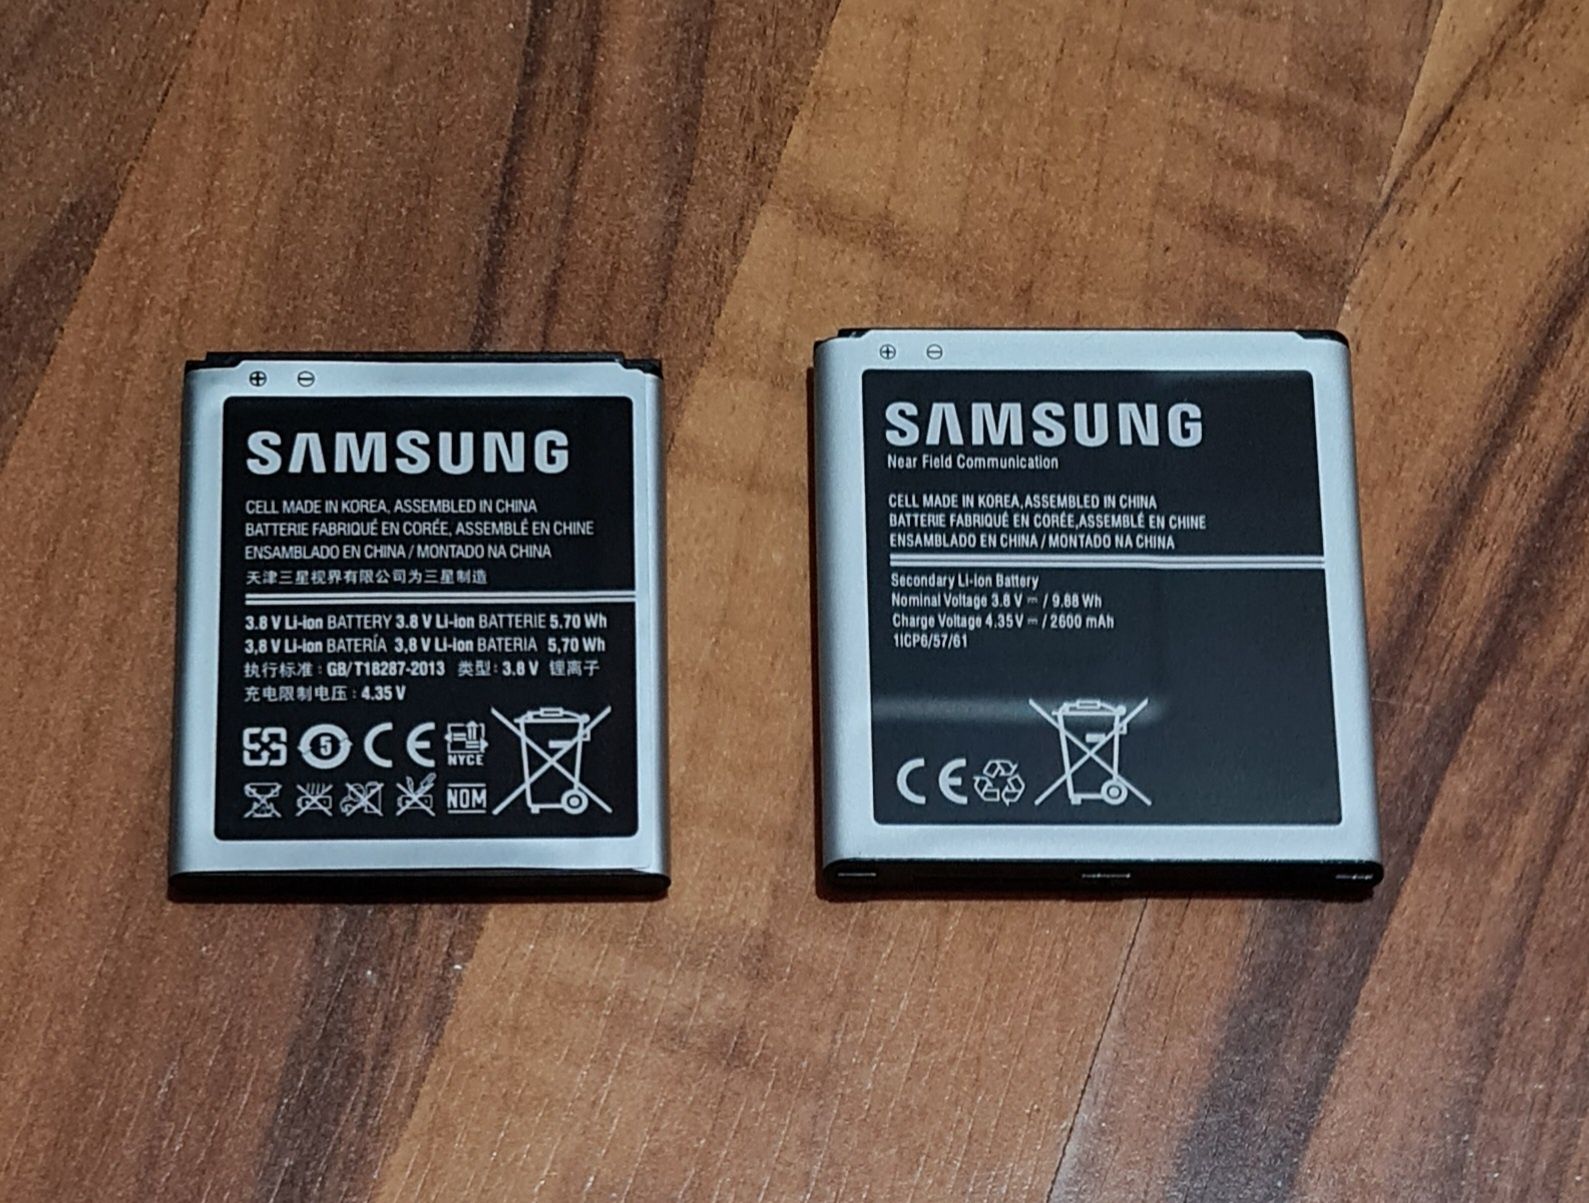 SAMSUNG
CELL MADE IN KOREA, ASSEMBLED IN CHINA
BATTERIE FABRIQUÉ EN CORÉE, ASSEMBLÉ EN CHINE
ENSAMBLADO EN CHINA / MONTADO NA CHINA
天津三星视界有限公司为三星制造
3.8 V Li-ion BATTERY 3.8 V Li-ion BATTERIE 5.70 Wh
3,8 V Li-ion BATERÍA 3,8 V Li-ion BATERIA 5,70 Wh
执行标准 : GB/T18287-2013 类型 : 3.8 V 锂离子
充电限制电压 : 4.35 V
5 CE NYCE
NOM
SAMSUNG
Near Field Communication
CELL MADE IN KOREA,ASSEMBLED IN CHINA
BATTERIE FABRIQUÉ EN CORÉE,ASSEMBLÉ EN CHINE
ENSAMBLADO EN CHINA / MONTADO NA CHINA
Secondary Li-ion Battery
Nominal Voltage 3.8 V ⎓ / 9.88 Wh
Charge Voltage 4.35V ⎓ / 2600 mAh
1ICP6/57/61
CE